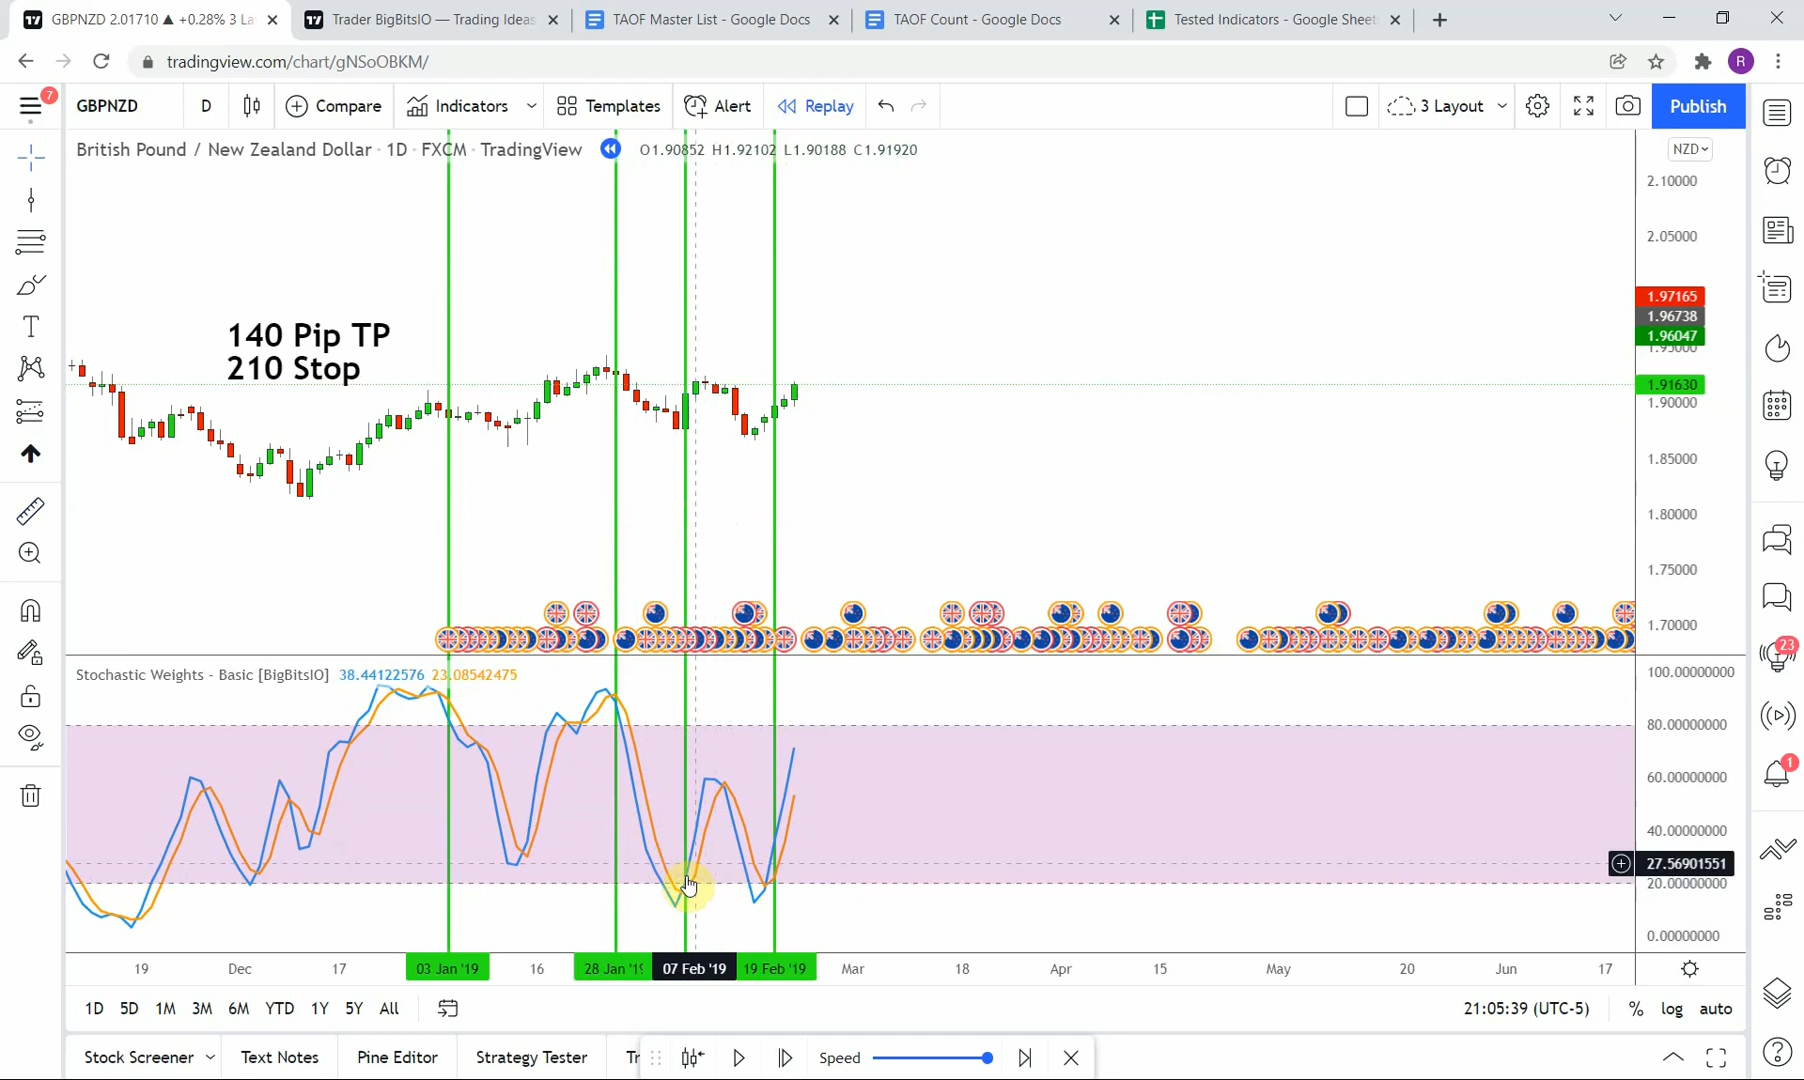 GBPNZD 2.01710 ▲ +0.28% 3 La
Trader BigBitsIO — Trading Ideas
TAOF Master List - Google Docs
TAOF Count - Google Docs
Tested Indicators - Google Sheet
tradingview.com/chart/gNSoOBKM/
R
7
GBPNZD
D
Compare
Indicators
Templates
Alert
Replay
3 Layout
Publish
British Pound / New Zealand Dollar · 1D · FXCM · TradingView
O1.90852 H1.92102 L1.90188 C1.91920
NZD
2.10000
2.05000
1.97165
1.96738
1.96047
1.95000
1.91630
1.90000
1.85000
1.80000
1.75000
1.70000
140 Pip TP
210 Stop
Stochastic Weights - Basic [BigBitsIO] 38.44122576 23.08542475
100.00000000
80.00000000
60.00000000
40.00000000
27.56901551
20.00000000
0.00000000
23
1
19
Dec
17
03 Jan '19
16
28 Jan '19
07 Feb '19
19 Feb '19
Mar
18
Apr
15
May
20
Jun
17
1D 5D 1M 3M 6M YTD 1Y 5Y All
21:05:39 (UTC-5)
% log auto
Stock Screener
Text Notes
Pine Editor
Strategy Tester
Tr
Speed